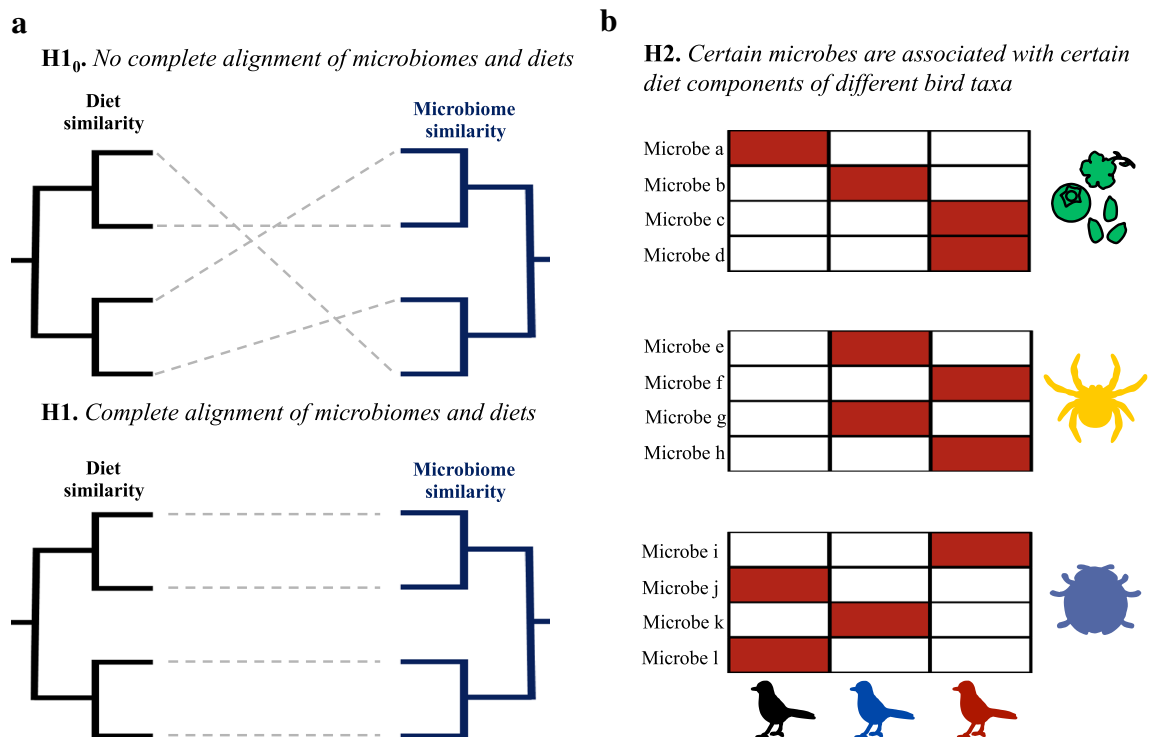 a
H1₀. No complete alignment of microbiomes and diets
Diet
similarity
Microbiome
similarity
H1. Complete alignment of microbiomes and diets
Diet
similarity
Microbiome
similarity
b
H2. Certain microbes are associated with certain
diet components of different bird taxa
Microbe a
Microbe b
Microbe c
Microbe d
Microbe e
Microbe f
Microbe g
Microbe h
Microbe i
Microbe j
Microbe k
Microbe l